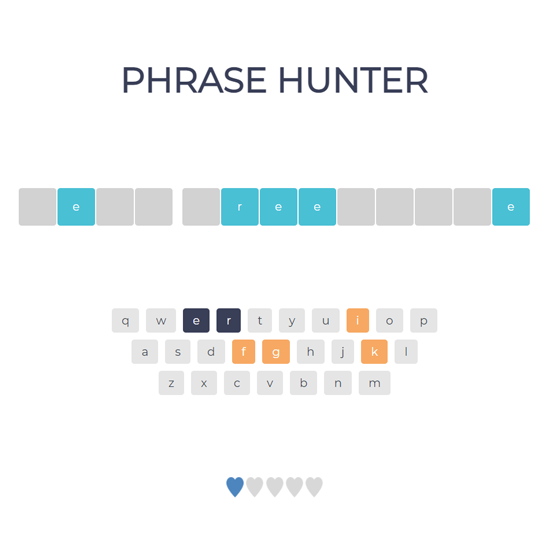 PHRASE HUNTER
e r e e e
q w e r t y u i o p
a s d f g h j k l
z x c v b n m